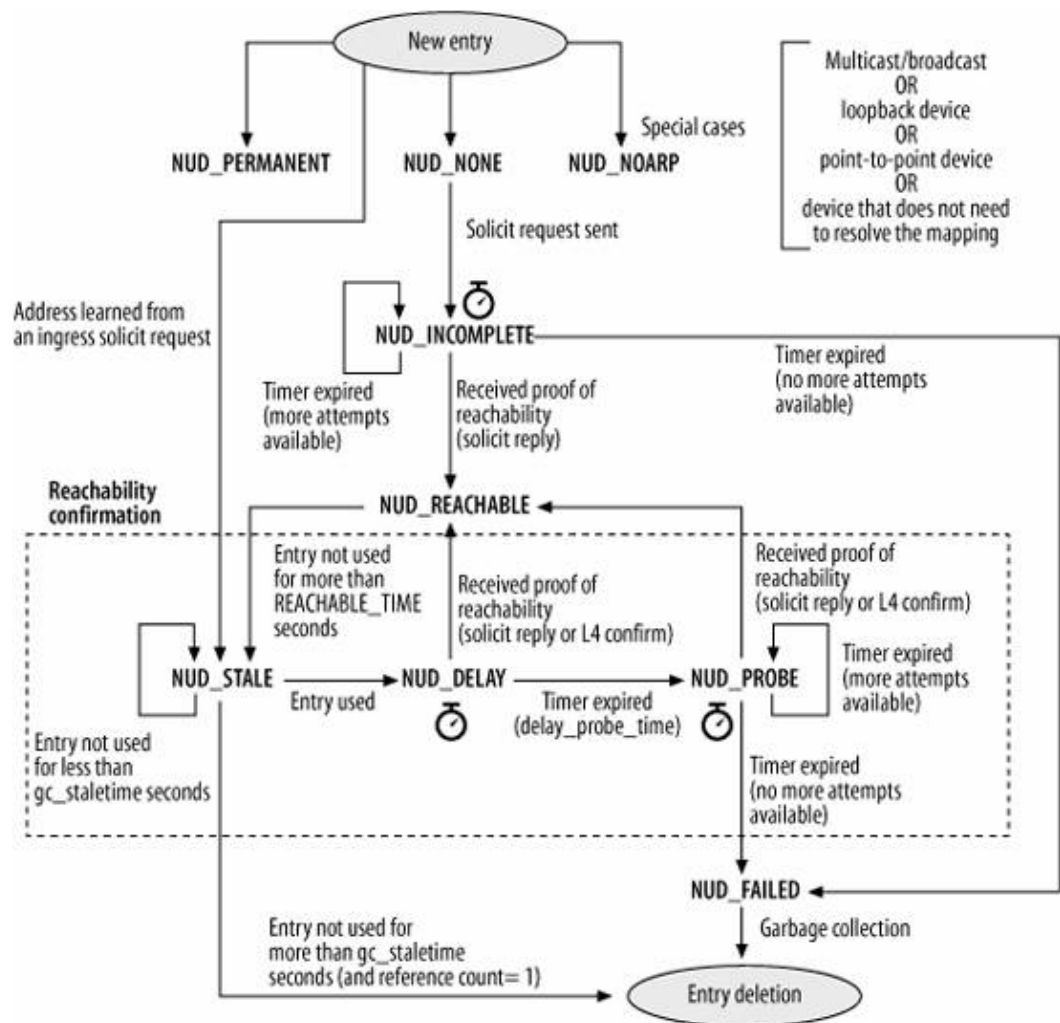 New entry
Multicast/broadcast
OR
loopback device
OR
point-to-point device
OR
device that does not need
to resolve the mapping
Special cases
NUD_PERMANENT
NUD_NONE
NUD_NOARP
Solicit request sent
Address learned from
an ingress solicit request
NUD_INCOMPLETE
Timer expired
(more attempts
available)
Received proof of
reachability
(solicit reply)
Timer expired
(no more attempts
available)
Reachability
confirmation
NUD_REACHABLE
Entry not used
for more than
REACHABLE_TIME
seconds
Received proof of
reachability
(solicit reply or L4 confirm)
Received proof of
reachability
(solicit reply or L4 confirm)
NUD_STALE
Entry used
NUD_DELAY
Timer expired
(delay_probe_time)
NUD_PROBE
Timer expired
(more attempts
available)
Entry not used
for less than
gc_staletime seconds
Timer expired
(no more attempts
available)
NUD_FAILED
Garbage collection
Entry not used for
more than gc_staletime
seconds (and reference count= 1)
Entry deletion